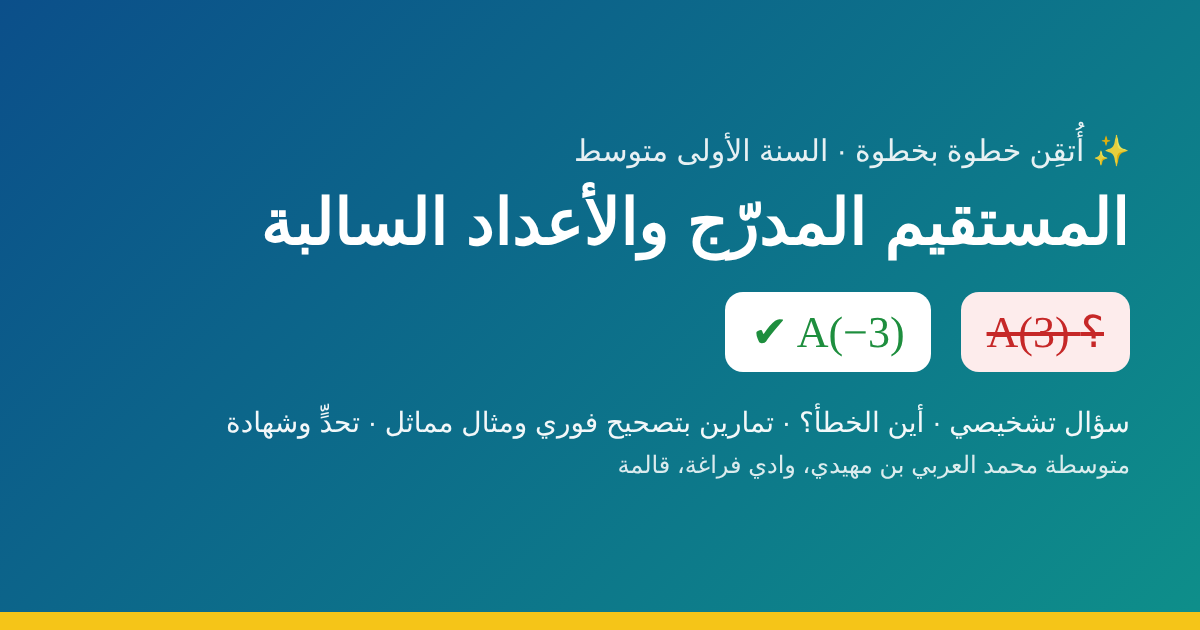 ✨ أُتقِن خطوة بخطوة · السنة الأولى متوسط
المستقيم المدرّج والأعداد السالبة
A(3) ؟
✔ A(−3)
سؤال تشخيصي · أين الخطأ؟ · تمارين بتصحيح فوري ومثال مماثل · تحدٍّ وشهادة
متوسطة محمد العربي بن مهيدي، وادي فراغة، قالمة